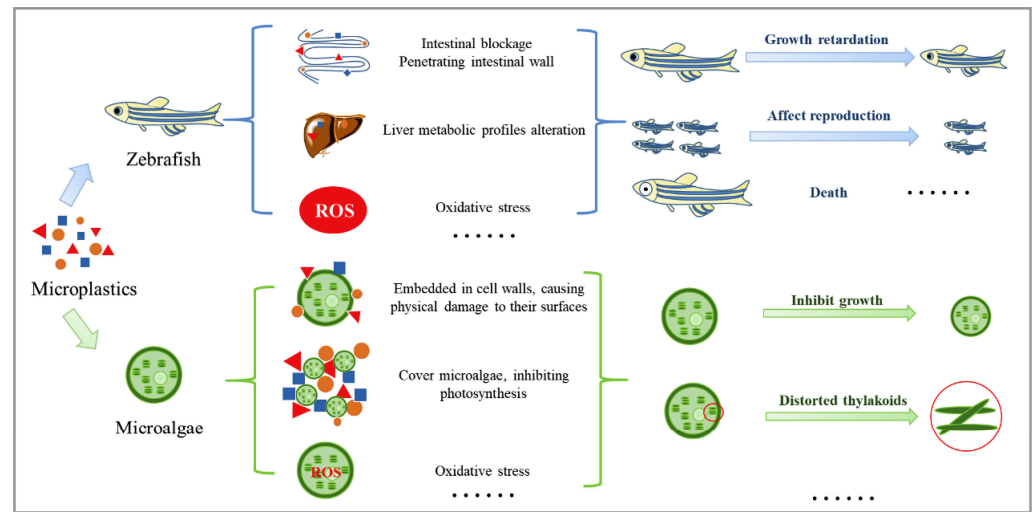 Intestinal blockage
Penetrating intestinal wall
Growth retardation
Zebrafish
Liver metabolic profiles alteration
Affect reproduction
ROS
Oxidative stress
......
Death
......
Microplastics
Embedded in cell walls, causing
physical damage to their surfaces
Inhibit growth
Microalgae
Cover microalgae, inhibiting
photosynthesis
Distorted thylakoids
ROS
Oxidative stress
......
......